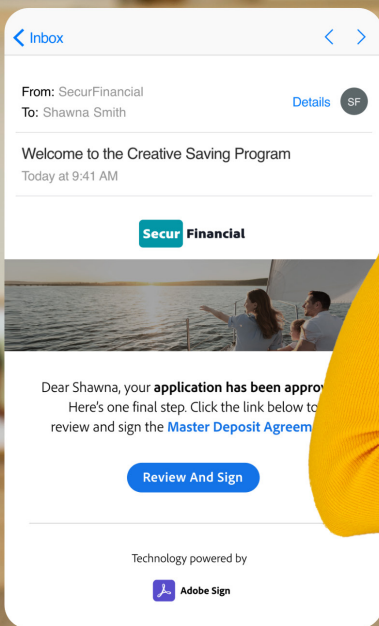 Inbox
From: SecurFinancial
Details
SF
To: Shawna Smith
Welcome to the Creative Saving Program
Today at 9:41 AM
Secur Financial
Dear Shawna, your application has been
Here's one final step. Click the link below to
review and sign the Master Deposit
Review And Sign
Technology powered by
Adobe Sign